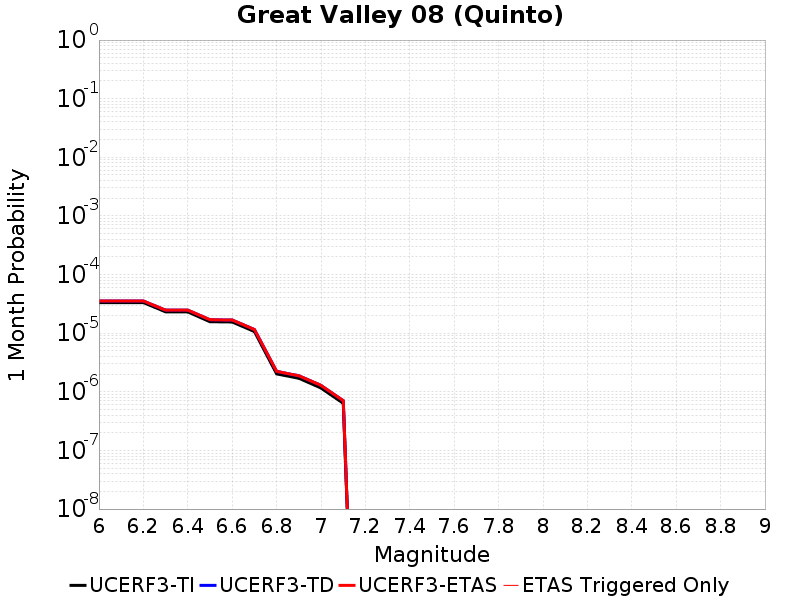 Great Valley 08 (Quinto)
1 Month Probability
10^0
10^-1
10^-2
10^-3
10^-4
10^-5
10^-6
10^-7
10^-8
6 6.2 6.4 6.6 6.8 7 7.2 7.4 7.6 7.8 8 8.2 8.4 8.6 8.8 9
Magnitude
UCERF3-TI UCERF3-TD UCERF3-ETAS ETAS Triggered Only